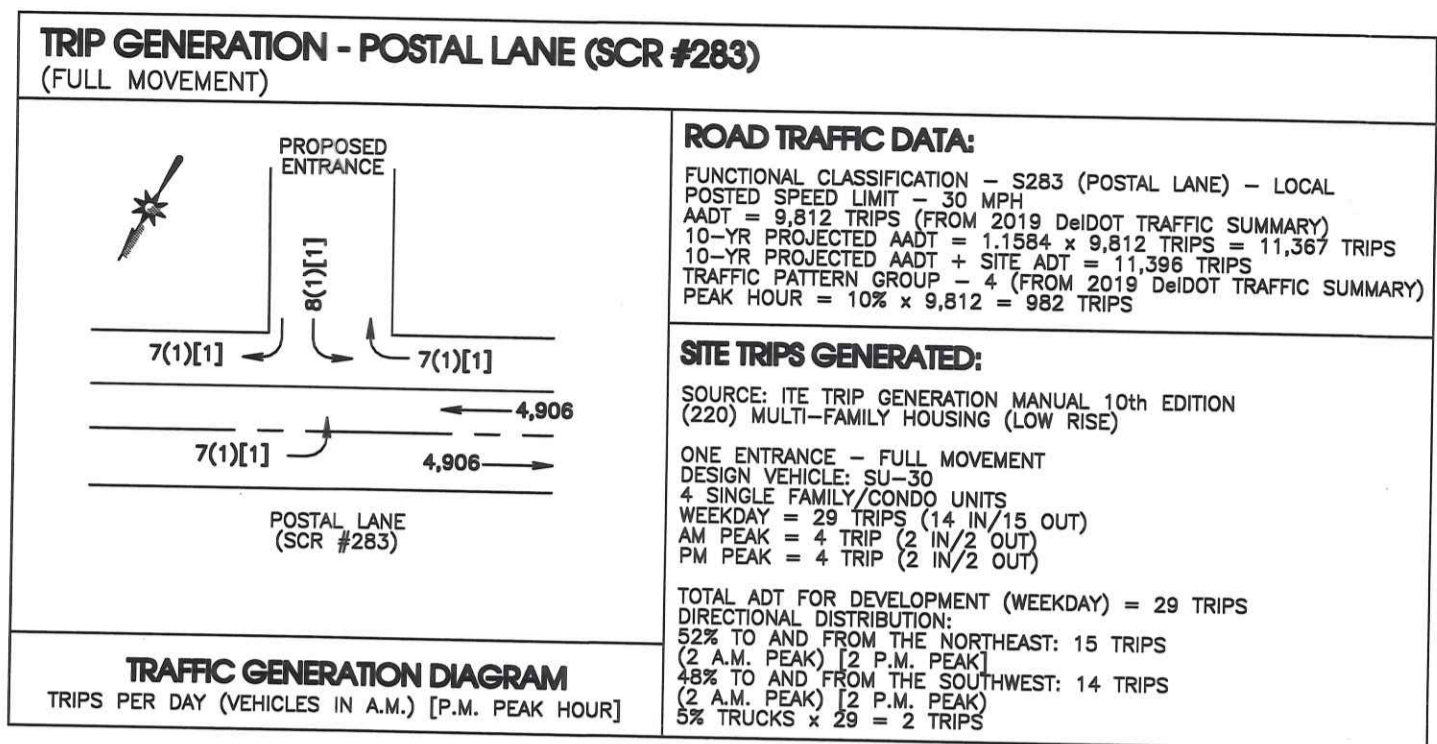 TRIP GENERATION - POSTAL LANE (SCR #283)
(FULL MOVEMENT)
PROPOSED
ENTRANCE
8(1)[1]
7(1)[1]
7(1)[1]
4,906
7(1)[1]
4,906
POSTAL LANE
(SCR #283)
TRAFFIC GENERATION DIAGRAM
TRIPS PER DAY (VEHICLES IN A.M.) [P.M. PEAK HOUR]
ROAD TRAFFIC DATA:
FUNCTIONAL CLASSIFICATION – S283 (POSTAL LANE) – LOCAL
POSTED SPEED LIMIT – 30 MPH
AADT = 9,812 TRIPS (FROM 2019 DelDOT TRAFFIC SUMMARY)
10–YR PROJECTED AADT = 1.1584 x 9,812 TRIPS = 11,367 TRIPS
10–YR PROJECTED AADT + SITE ADT = 11,396 TRIPS
TRAFFIC PATTERN GROUP – 4 (FROM 2019 DelDOT TRAFFIC SUMMARY)
PEAK HOUR = 10% x 9,812 = 982 TRIPS
SITE TRIPS GENERATED:
SOURCE: ITE TRIP GENERATION MANUAL 10th EDITION
(220) MULTI–FAMILY HOUSING (LOW RISE)
ONE ENTRANCE – FULL MOVEMENT
DESIGN VEHICLE: SU–30
4 SINGLE FAMILY/CONDO UNITS
WEEKDAY = 29 TRIPS (14 IN/15 OUT)
AM PEAK = 4 TRIP (2 IN/2 OUT)
PM PEAK = 4 TRIP (2 IN/2 OUT)
TOTAL ADT FOR DEVELOPMENT (WEEKDAY) = 29 TRIPS
DIRECTIONAL DISTRIBUTION:
52% TO AND FROM THE NORTHEAST: 15 TRIPS
(2 A.M. PEAK) [2 P.M. PEAK]
48% TO AND FROM THE SOUTHWEST: 14 TRIPS
(2 A.M. PEAK) [2 P.M. PEAK)
5% TRUCKS x 29 = 2 TRIPS